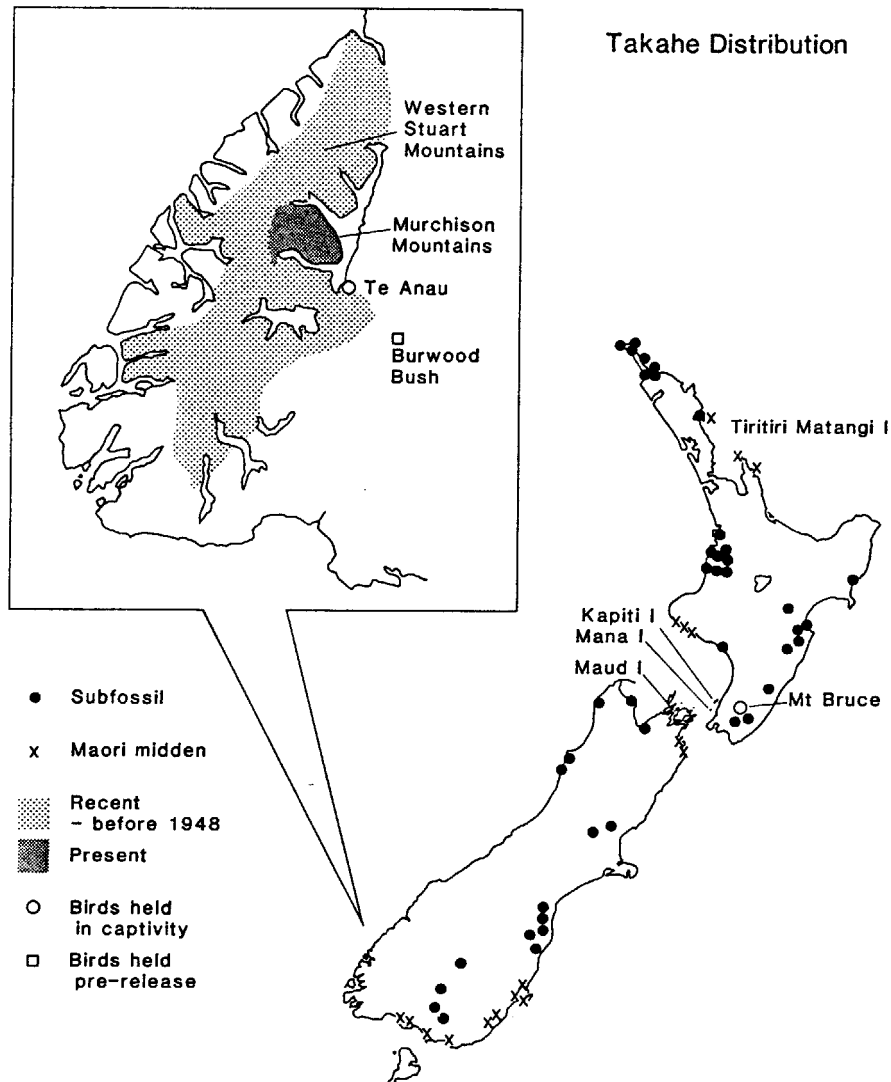 Takahe Distribution
Western
Stuart
Mountains
Murchison
Mountains
Te Anau
Burwood
Bush
Tiritiri Matangi I
Kapiti I
Mana I
Maud I
Mt Bruce
Subfossil
x Maori midden
Recent
- before 1948
Present
Birds held
in captivity
Birds held
pre-release